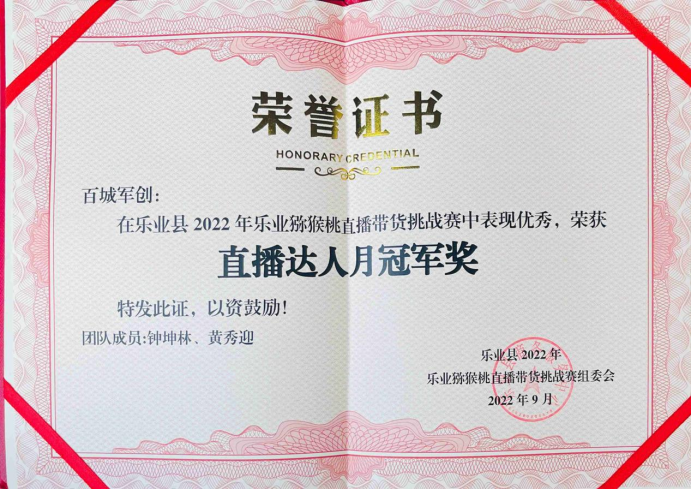 荣誉证书
HONORARY CREDENTIAL
百城军创：
在乐业县2022年乐业猕猴桃直播带货挑战赛中表现优秀，荣获
直播达人月冠军奖
特发此证，以资鼓励！
团队成员:钟坤林、黄秀迎
乐业县2022年
乐业猕猴桃直播带货挑战赛组委会
2022年9月